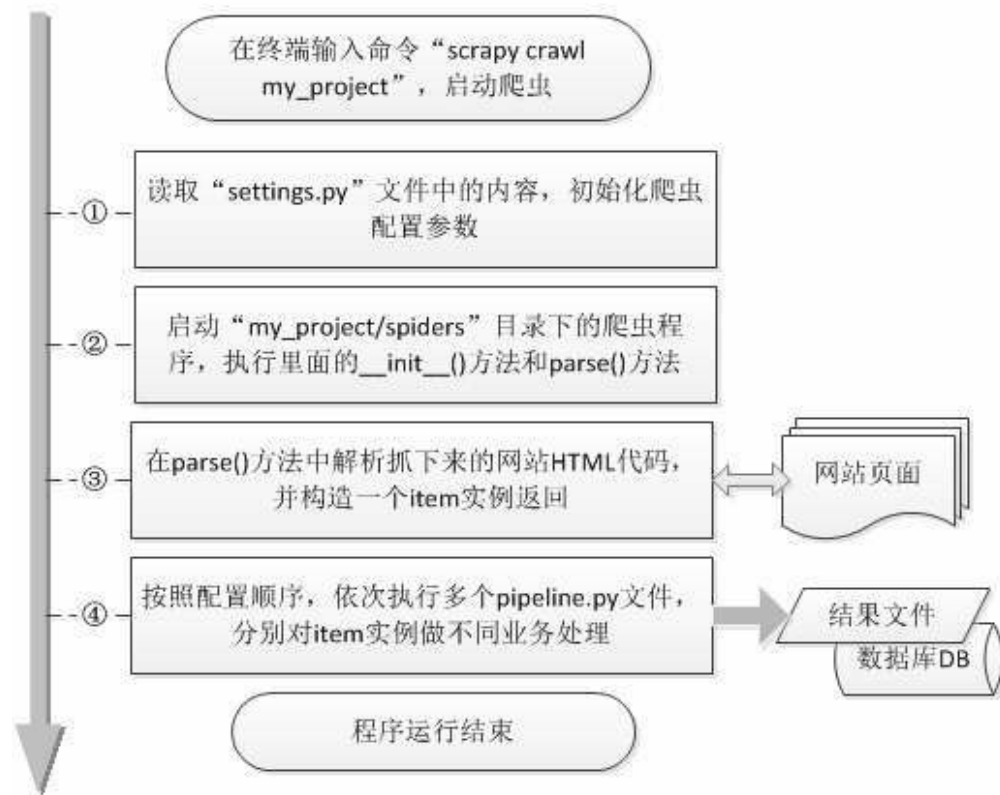 在终端输入命令“scrapy crawl
my_project”，启动爬虫
①
读取“settings.py”文件中的内容，初始化爬虫
配置参数
②
启动“my_project/spiders”目录下的爬虫程
序，执行里面的__init__()方法和parse()方法
③
在parse()方法中解析抓下来的网站HTML代码，
并构造一个item实例返回
网站页面
④
按照配置顺序，依次执行多个pipeline.py文件，
分别对item实例做不同业务处理
结果文件
数据库DB
程序运行结束